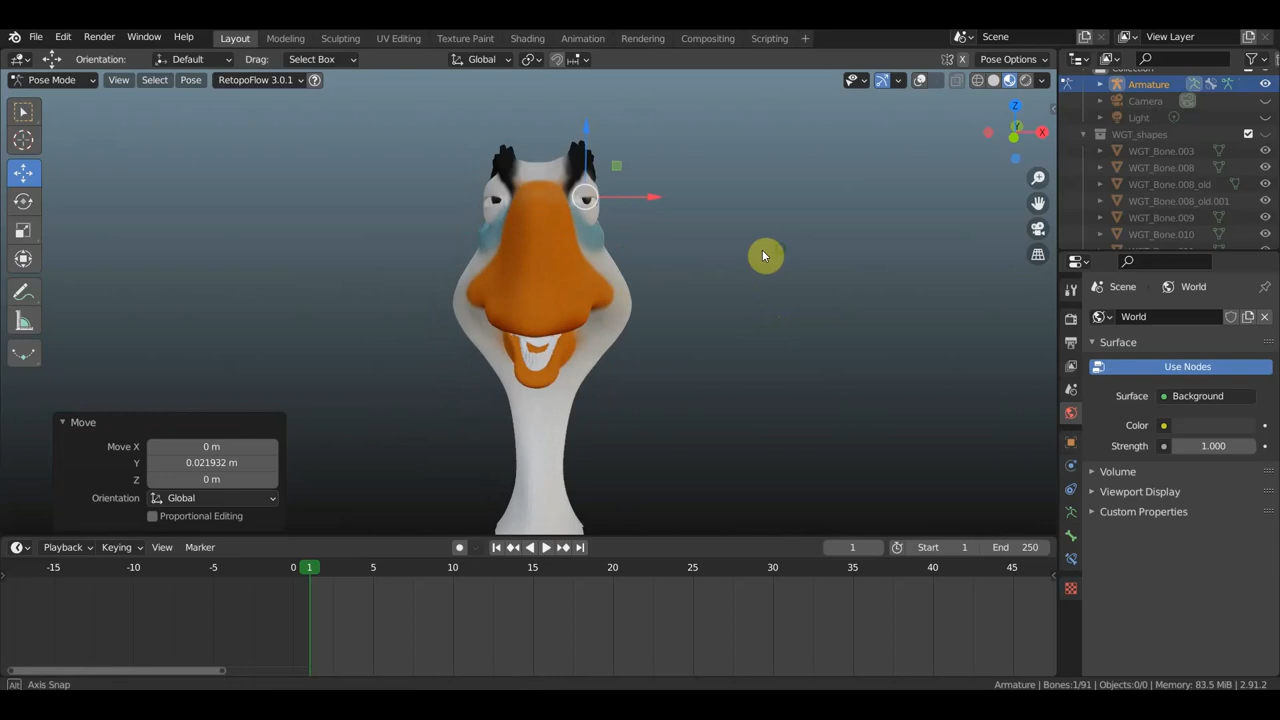 File Edit Render Window Help Layout Modeling Sculpting UV Editing Texture Paint Shading Animation Rendering Compositing Scripting + Scene View Layer
Orientation: Default Drag: Select Box Global Pose Options
Pose Mode View Select Pose RetopoFlow 3.0.1
Armature
Camera
Light
WGT_shapes
WGT_Bone.003
WGT_Bone.008
WGT_Bone.008_old
WGT_Bone.008_old.001
WGT_Bone.009
WGT_Bone.010
Z
Y
X
Scene World
World
Surface
Use Nodes
Surface Background
Color
Strength 1.000
Volume
Viewport Display
Custom Properties
Move
Move X 0 m
Y 0.021932 m
Z 0 m
Orientation Global
Proportional Editing
Playback Keying View Marker 1 Start 1 End 250
-15 -10 -5 0 1 5 10 15 20 25 30 35 40 45
Alt Axis Snap Armature | Bones:1/91 | Objects:0/0 | Memory: 83.5 MiB | 2.91.2